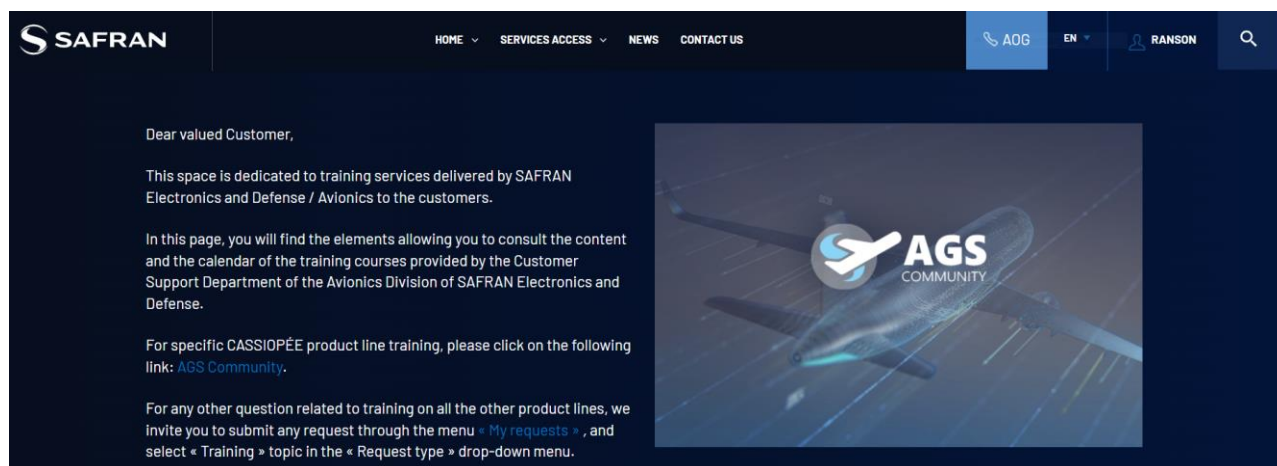 SAFRAN
HOME SERVICES ACCESS NEWS CONTACT US
AOG
EN
RANSON
Dear valued Customer,
This space is dedicated to training services delivered by SAFRAN
Electronics and Defense / Avionics to the customers.
In this page, you will find the elements allowing you to consult the content
and the calendar of the training courses provided by the Customer
Support Department of the Avionics Division of SAFRAN Electronics and
Defense.
For specific CASSIOPÉE product line training, please click on the following
link: AGS Community.
For any other question related to training on all the other product lines, we
invite you to submit any request through the menu « My requests » , and
select « Training » topic in the « Request type » drop-down menu.
AGS
COMMUNITY